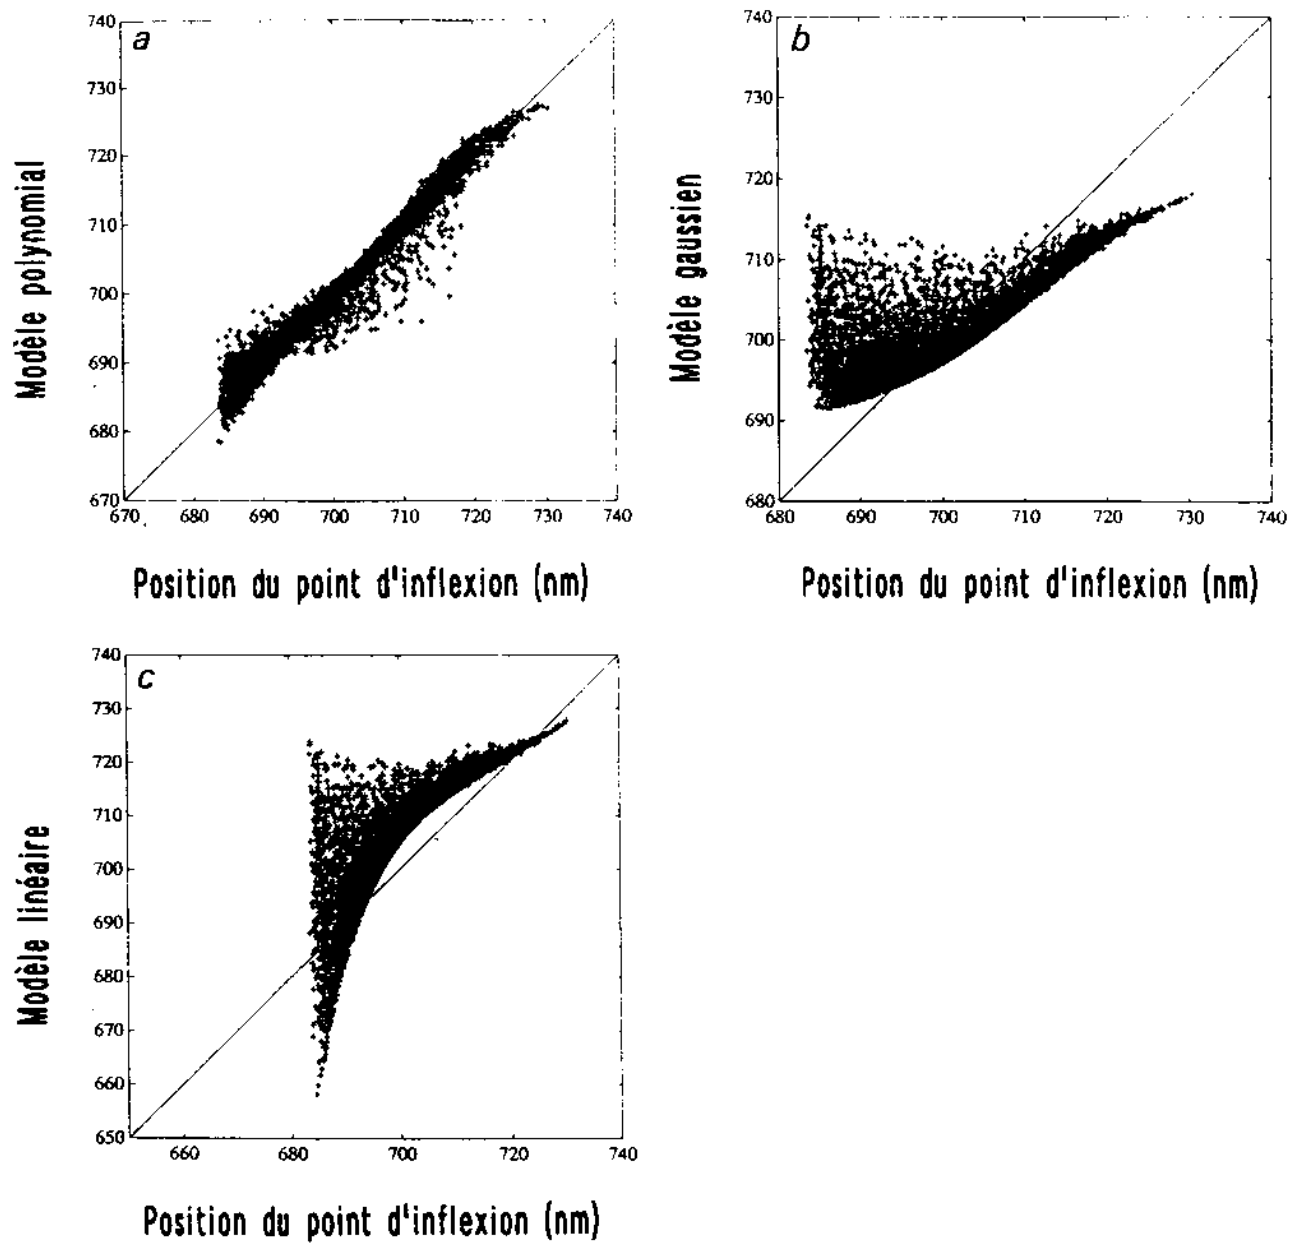 a
740
730
720
710
700
690
680
670
670 680 690 700 710 720 730 740
Modèle polynomial
Position du point d'inflexion (nm)
b
740
730
720
710
700
690
680
680 690 700 710 720 730 740
Modèle gaussien
Position du point d'inflexion (nm)
c
740
730
720
710
700
690
680
670
660
650
660 680 700 720 740
Modèle linéaire
Position du point d'inflexion (nm)